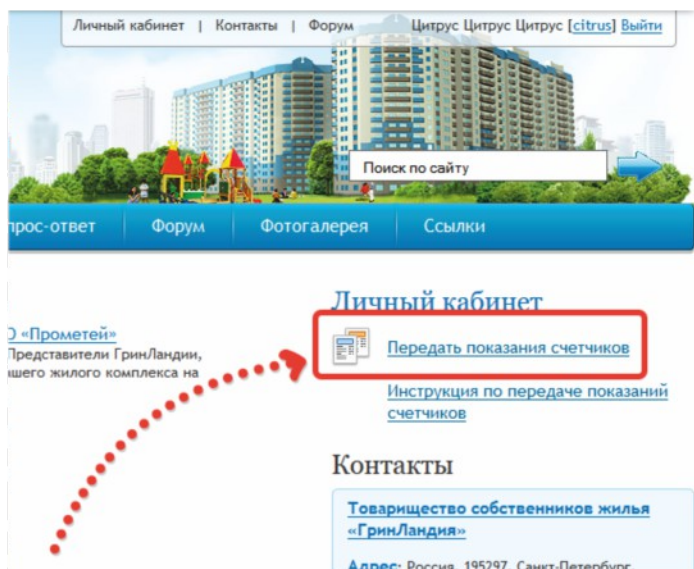 Личный кабинет | Контакты | Форум Цитрус Цитрус Цитрус [citrus] Выйти
Поиск по сайту
прос-ответ Форум Фотогалерея Ссылки
Личный кабинет
О «Прометей»
Представители ГринЛандии,
ашего жилого комплекса на
Передать показания счетчиков
Инструкция по передаче показаний
счетчиков
Контакты
Товарищество собственников жилья
«ГринЛандия»
Адрес: Россия, 195297, Санкт-Петербург,